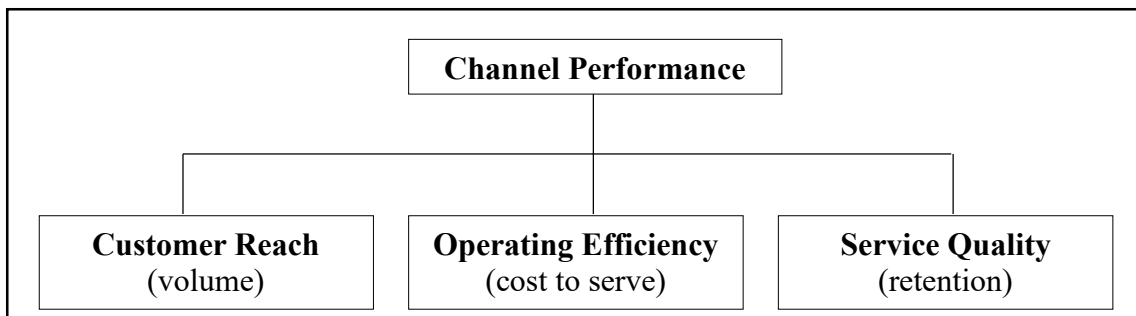 Channel Performance
Customer Reach
(volume)
Operating Efficiency
(cost to serve)
Service Quality
(retention)